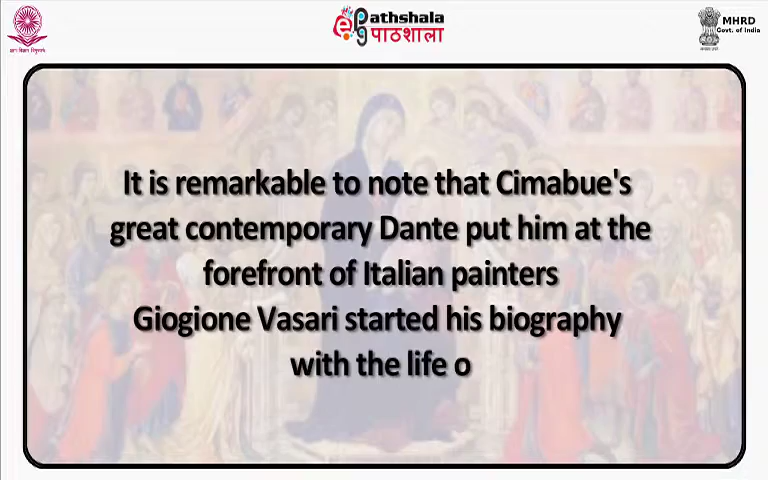 Pathshala
पाठशाला
MHRD
Govt. of India
It is remarkable to note that Cimabue's
great contemporary Dante put him at the
forefront of Italian painters
Giogione Vasari started his biography
with the life o